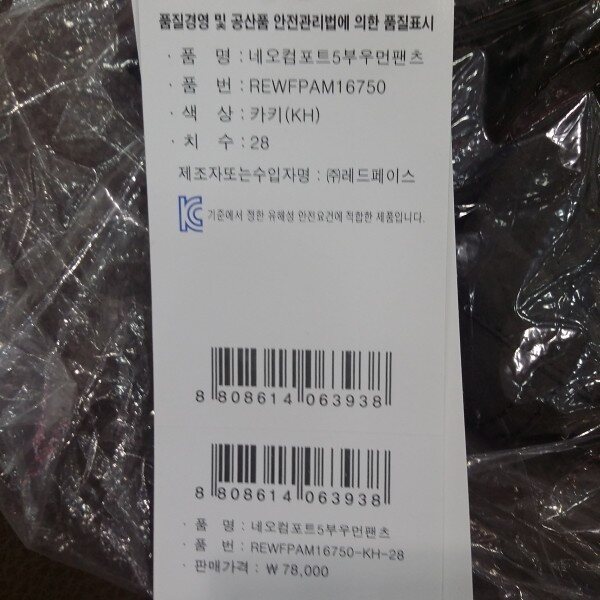 품질경영 및 공산품 안전관리법에 의한 품질표시
· 품 명 : 네오컴포트5부우먼팬츠
· 품 번 : REWFPAM16750
· 색 상 : 카키(KH)
· 치 수 : 28
제조자또는수입자명 : ㈜레드페이스
KC 기준에서 정한 유해성 안전요건에 적합한 제품입니다.
8 808614 063938
8 808614 063938
· 품 명 : 네오컴포트5부우먼팬츠
· 품 번 : REWFPAM16750-KH-28
· 판매가격 : ₩ 78,000